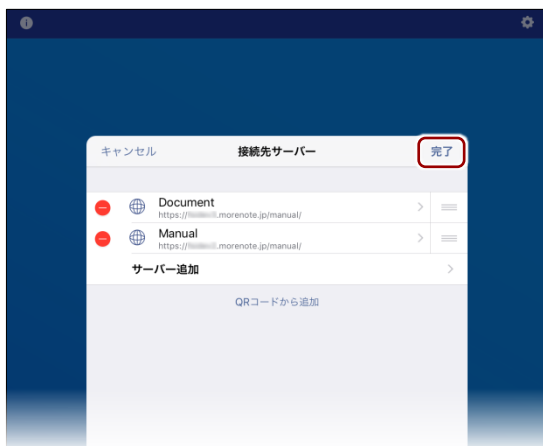 キャンセル 接続先サーバー 完了
Document
https:// .morenote.jp/manual/
Manual
https:// .morenote.jp/manual/
サーバー追加
QRコードから追加